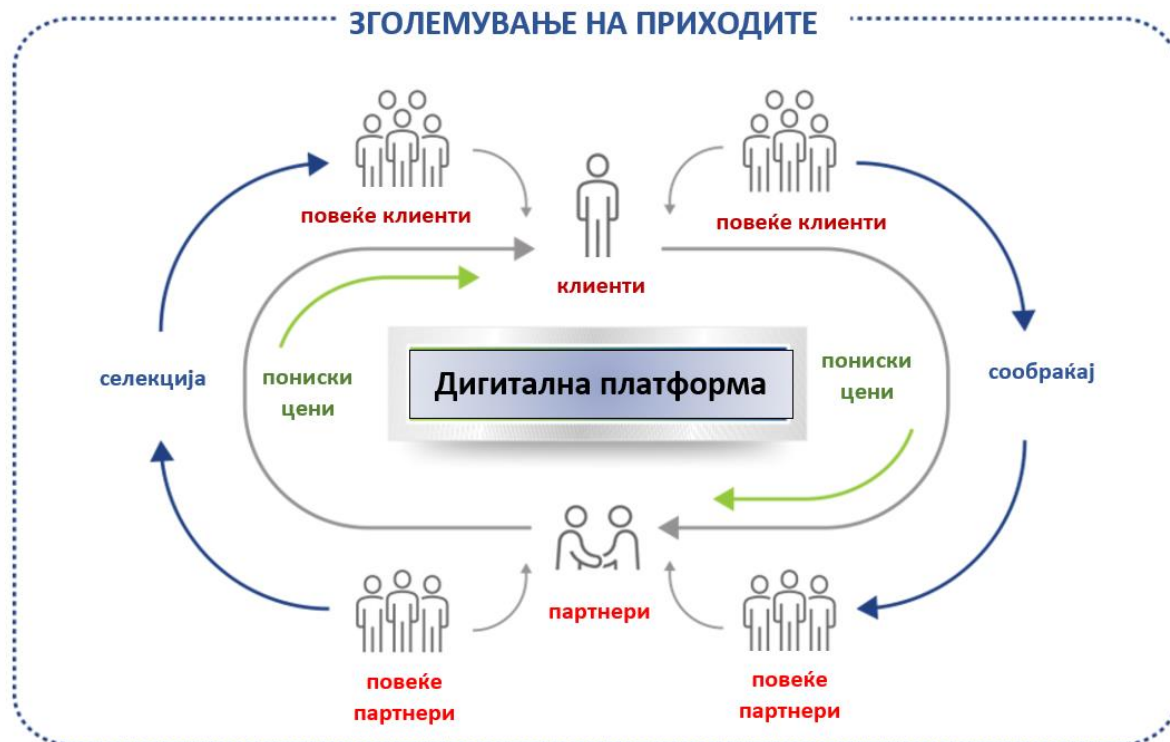 ЗГОЛЕМУВАЊЕ НА ПРИХОДИТЕ
повеќе клиенти
повеќе клиенти
клиенти
селекција
пониски
цени
Дигитална платформа
пониски
цени
сообраќај
партнери
повеќе
партнери
повеќе
партнери